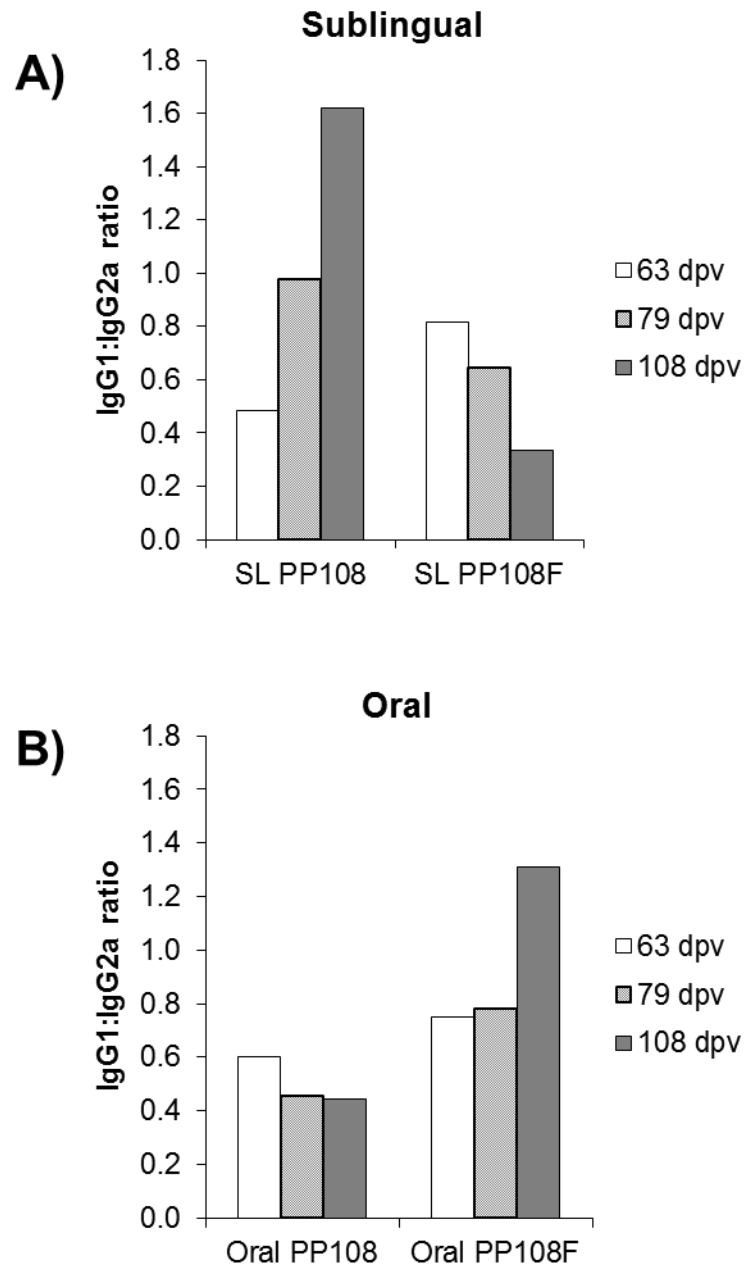 Sublingual
A)
1.8
1.6
1.4
1.2
1.0
0.8
0.6
0.4
0.2
0.0
IgG1:IgG2a ratio
SL PP108 SL PP108F
63 dpv
79 dpv
108 dpv
Oral
B)
1.8
1.6
1.4
1.2
1.0
0.8
0.6
0.4
0.2
0.0
IgG1:IgG2a ratio
Oral PP108 Oral PP108F
63 dpv
79 dpv
108 dpv